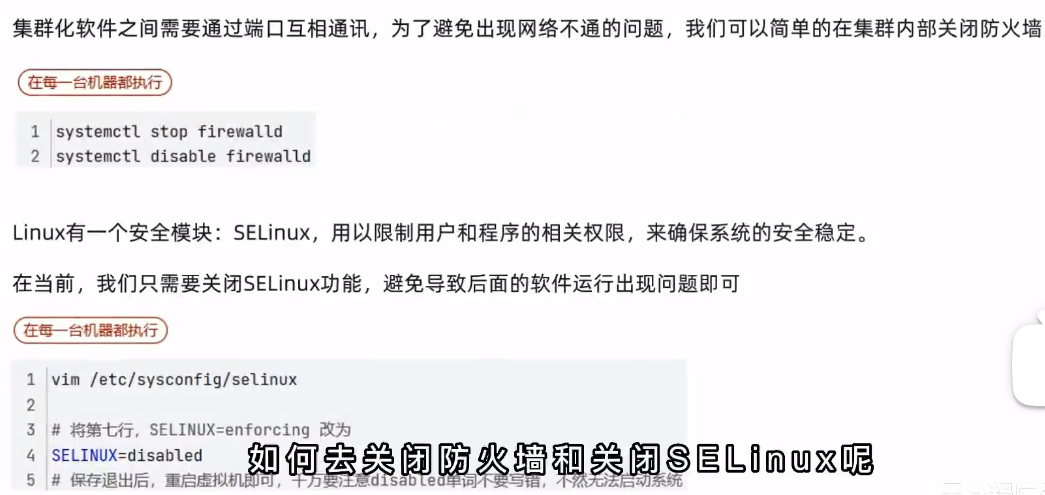 集群化软件之间需要通过端口互相通讯，为了避免出现网络不通的问题，我们可以简单的在集群内部关闭防火墙
在每一台机器都执行
1 systemctl stop firewalld
2 systemctl disable firewalld
Linux有一个安全模块：SELinux，用以限制用户和程序的相关权限，来确保系统的安全稳定。
在当前，我们只需要关闭SELinux功能，避免导致后面的软件运行出现问题即可
在每一台机器都执行
1 vim /etc/sysconfig/selinux
2
3 # 将第七行，SELINUX=enforcing 改为
4 SELINUX=disabled
5 # 保存退出后，重启虚拟机即可，千万要注意disabled单词不要写错，不然无法启动系统
如何去关闭防火墙和关闭SELinux呢